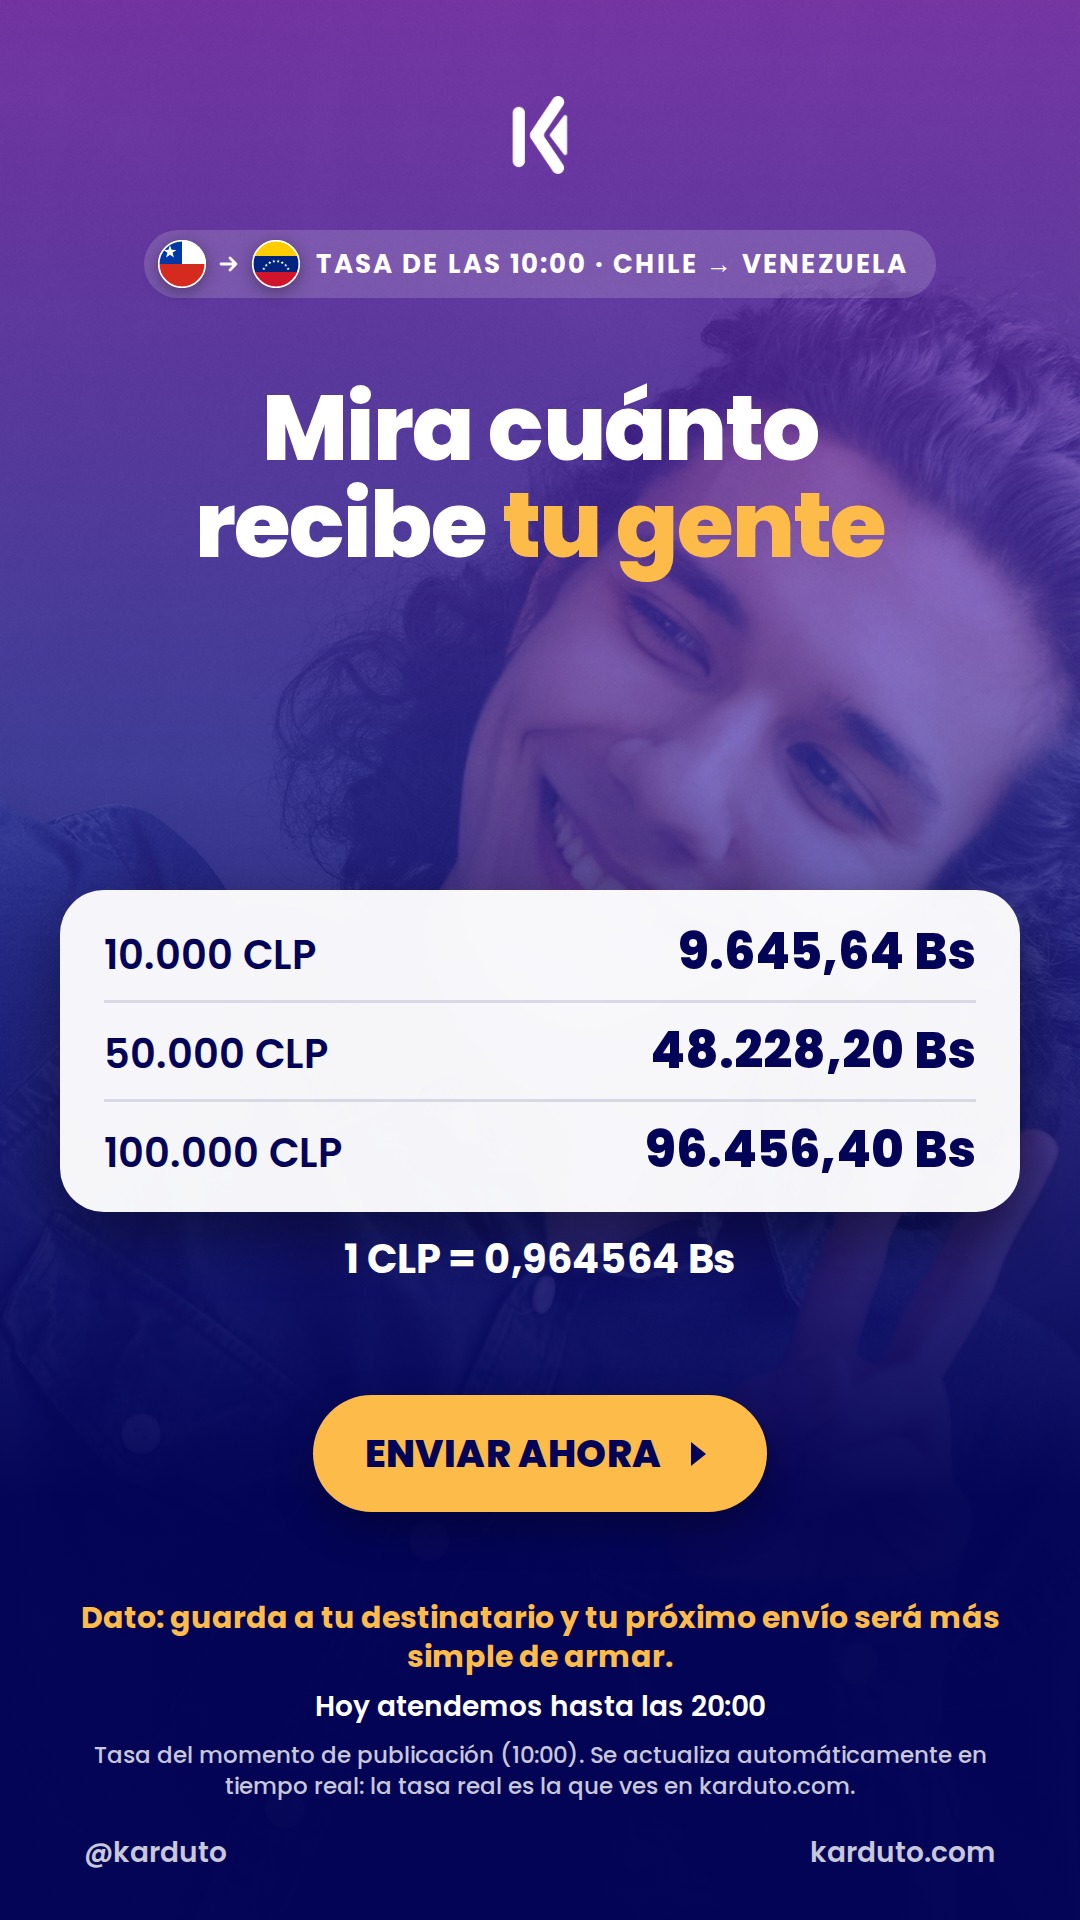 TASA DE LAS 10:00 · CHILE → VENEZUELA
Mira cuánto
recibe tu gente
10.000 CLP 9.645,64 Bs
50.000 CLP 48.228,20 Bs
100.000 CLP 96.456,40 Bs
1 CLP = 0,964564 Bs
ENVIAR AHORA
Dato: guarda a tu destinatario y tu próximo envío será más
simple de armar.
Hoy atendemos hasta las 20:00
Tasa del momento de publicación (10:00). Se actualiza automáticamente en
tiempo real: la tasa real es la que ves en karduto.com.
@karduto karduto.com